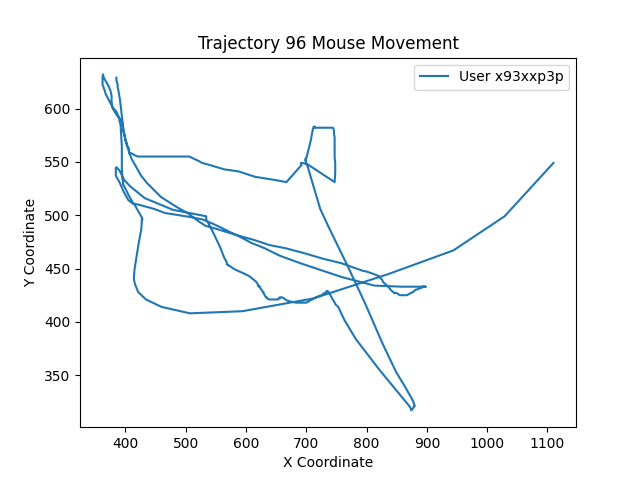 Trajectory 96 Mouse Movement
User x93xxp3p
600
550
500
450
400
350
Y Coordinate
400 500 600 700 800 900 1000 1100
X Coordinate